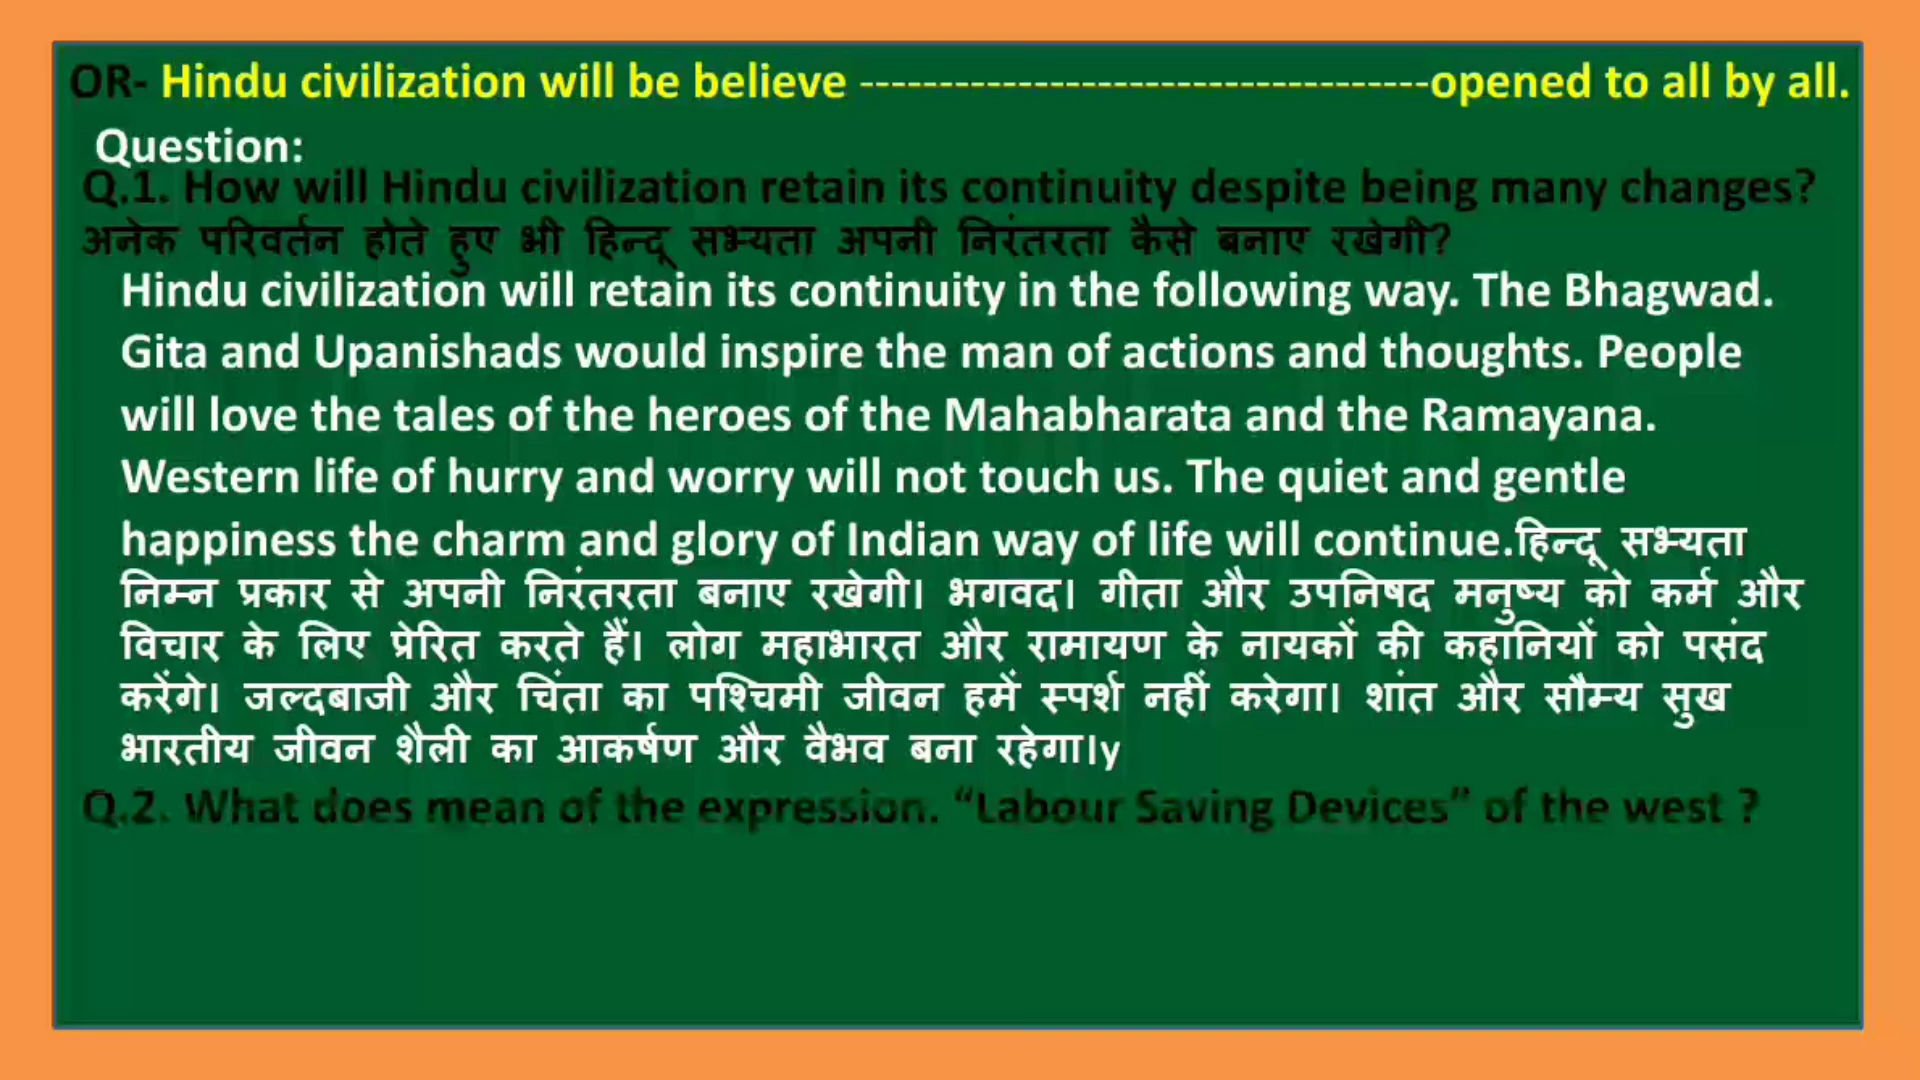 OR- Hindu civilization will be believe -----------------------------------opened to all by all.
Question:
Q.1. How will Hindu civilization retain its continuity despite being many changes?
अनेक परिवर्तन होते हुए भी हिन्दू सभ्यता अपनी निरंतरता कैसे बनाए रखेगी?
Hindu civilization will retain its continuity in the following way. The Bhagwad.
Gita and Upanishads would inspire the man of actions and thoughts. People
will love the tales of the heroes of the Mahabharata and the Ramayana.
Western life of hurry and worry will not touch us. The quiet and gentle
happiness the charm and glory of Indian way of life will continue.हिन्दू सभ्यता
निम्न प्रकार से अपनी निरंतरता बनाए रखेगी। भगवद। गीता और उपनिषद मनुष्य को कर्म और
विचार के लिए प्रेरित करते हैं। लोग महाभारत और रामायण के नायकों की कहानियों को पसंद
करेंगे। जल्दबाजी और चिंता का पश्चिमी जीवन हमें स्पर्श नहीं करेगा। शांत और सौम्य सुख
भारतीय जीवन शैली का आकर्षण और वैभव बना रहेगा।y
Q.2. What does mean of the expression. “Labour Saving Devices” of the west ?